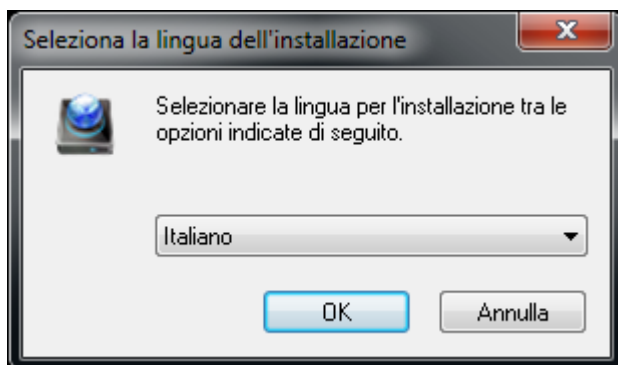 Seleziona la lingua dell'installazione
Selezionare la lingua per l'installazione tra le
opzioni indicate di seguito.
Italiano
OK
Annulla